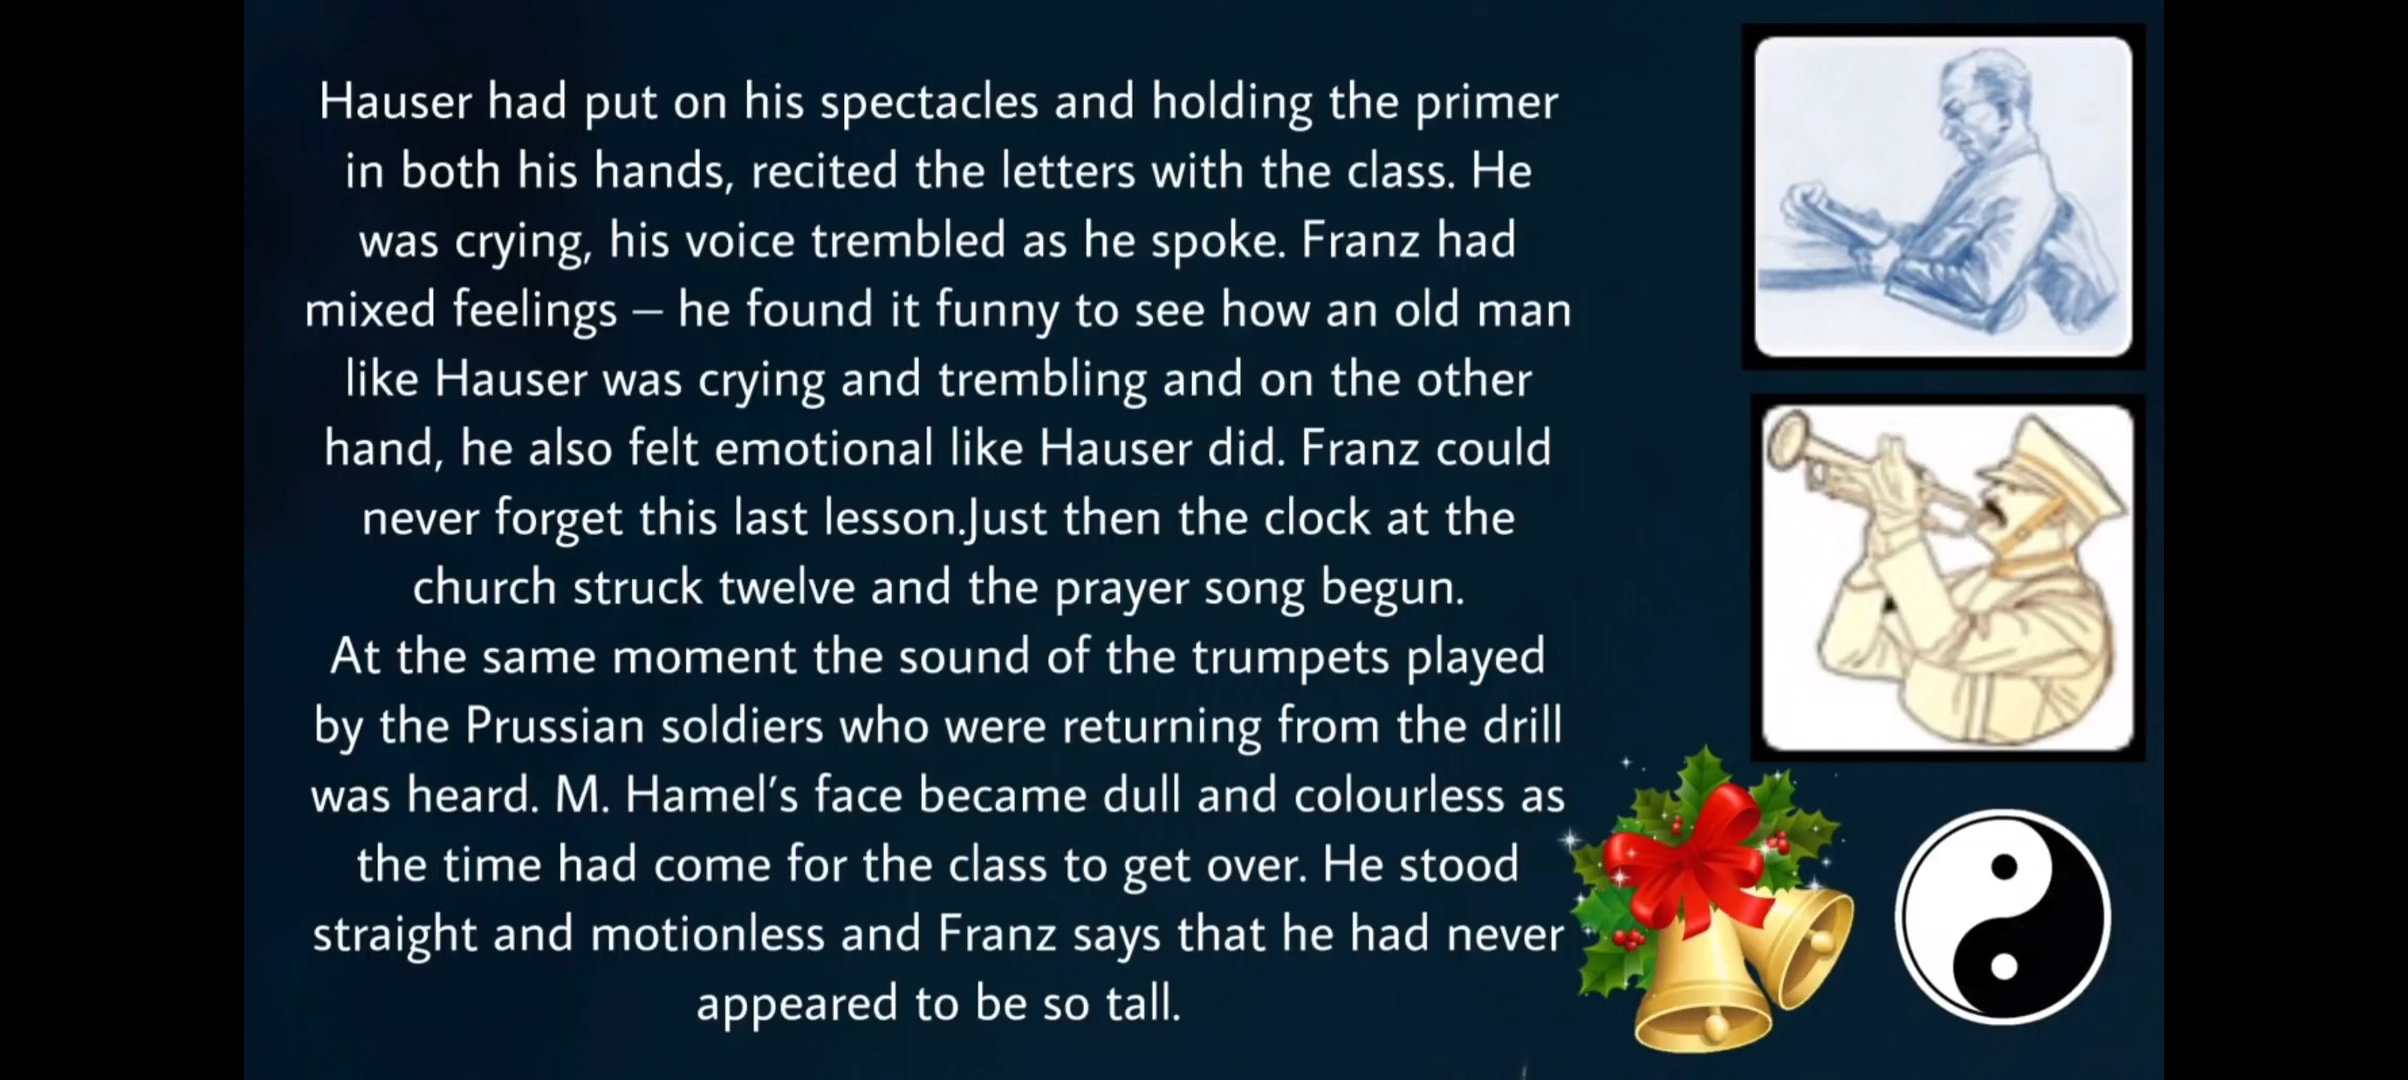 Hauser had put on his spectacles and holding the primer
in both his hands, recited the letters with the class. He
was crying, his voice trembled as he spoke. Franz had
mixed feelings – he found it funny to see how an old man
like Hauser was crying and trembling and on the other
hand, he also felt emotional like Hauser did. Franz could
never forget this last lesson.Just then the clock at the
church struck twelve and the prayer song begun.
At the same moment the sound of the trumpets played
by the Prussian soldiers who were returning from the drill
was heard. M. Hamel’s face became dull and colourless as
the time had come for the class to get over. He stood
straight and motionless and Franz says that he had never
appeared to be so tall.